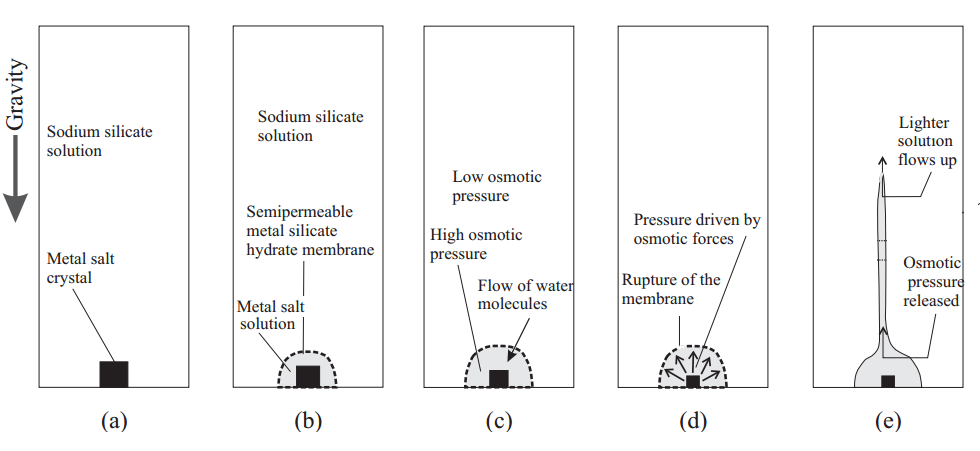 Gravity
Sodium silicate
solution
Metal salt
crystal
(a)
Sodium silicate
solution
Semipermeable
metal silicate
hydrate membrane
Metal salt
solution
(b)
Low osmotic
pressure
High osmotic
pressure
Flow of water
molecules
(c)
Pressure driven by
osmotic forces
Rupture of the
membrane
(d)
Lighter
solution
flows up
Osmotic
pressure
released
(e)